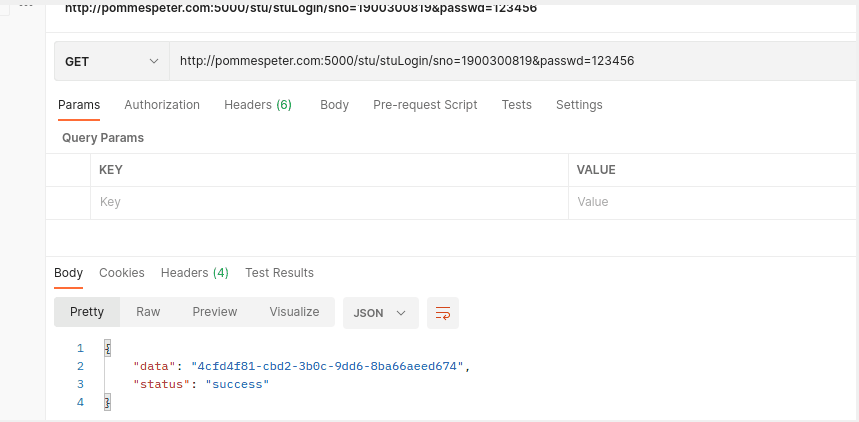 http://pommespeter.com:5000/stu/stuLogin/sno=1900300819&passwd=123456
GET http://pommespeter.com:5000/stu/stuLogin/sno=1900300819&passwd=123456
Params Authorization Headers (6) Body Pre-request Script Tests Settings
Query Params
KEY VALUE
Key Value
Body Cookies Headers (4) Test Results
Pretty Raw Preview Visualize JSON
1 {
2 "data": "4cfd4f81-cbd2-3b0c-9dd6-8ba66aeed674",
3 "status": "success"
4 }